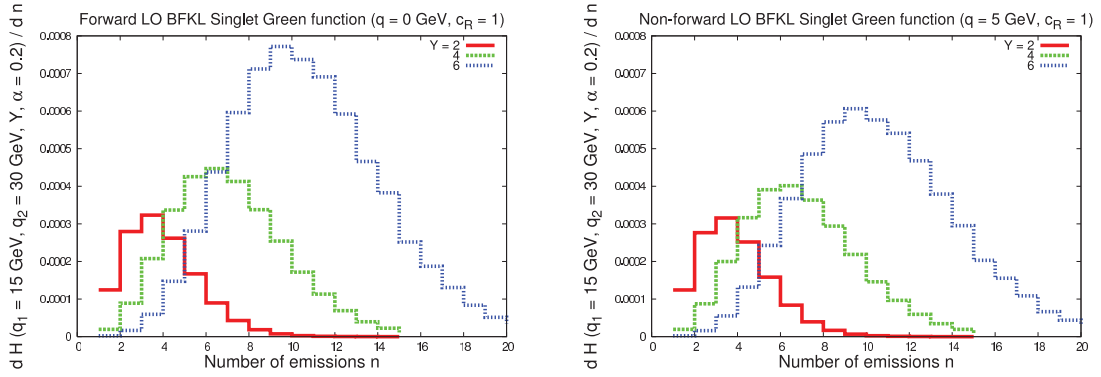 Forward LO BFKL Singlet Green function (q = 0 GeV, c_R = 1)
d H (q_1 = 15 GeV, q_2 = 30 GeV, Y, α = 0.2) / d n
0.0008
0.0007
0.0006
0.0005
0.0004
0.0003
0.0002
0.0001
0
Y = 2
4
6
0 2 4 6 8 10 12 14 16 18 20
Number of emissions n
Non-forward LO BFKL Singlet Green function (q = 5 GeV, c_R = 1)
d H (q_1 = 15 GeV, q_2 = 30 GeV, Y, α = 0.2) / d n
0.0008
0.0007
0.0006
0.0005
0.0004
0.0003
0.0002
0.0001
0
Y = 2
4
6
0 2 4 6 8 10 12 14 16 18 20
Number of emissions n